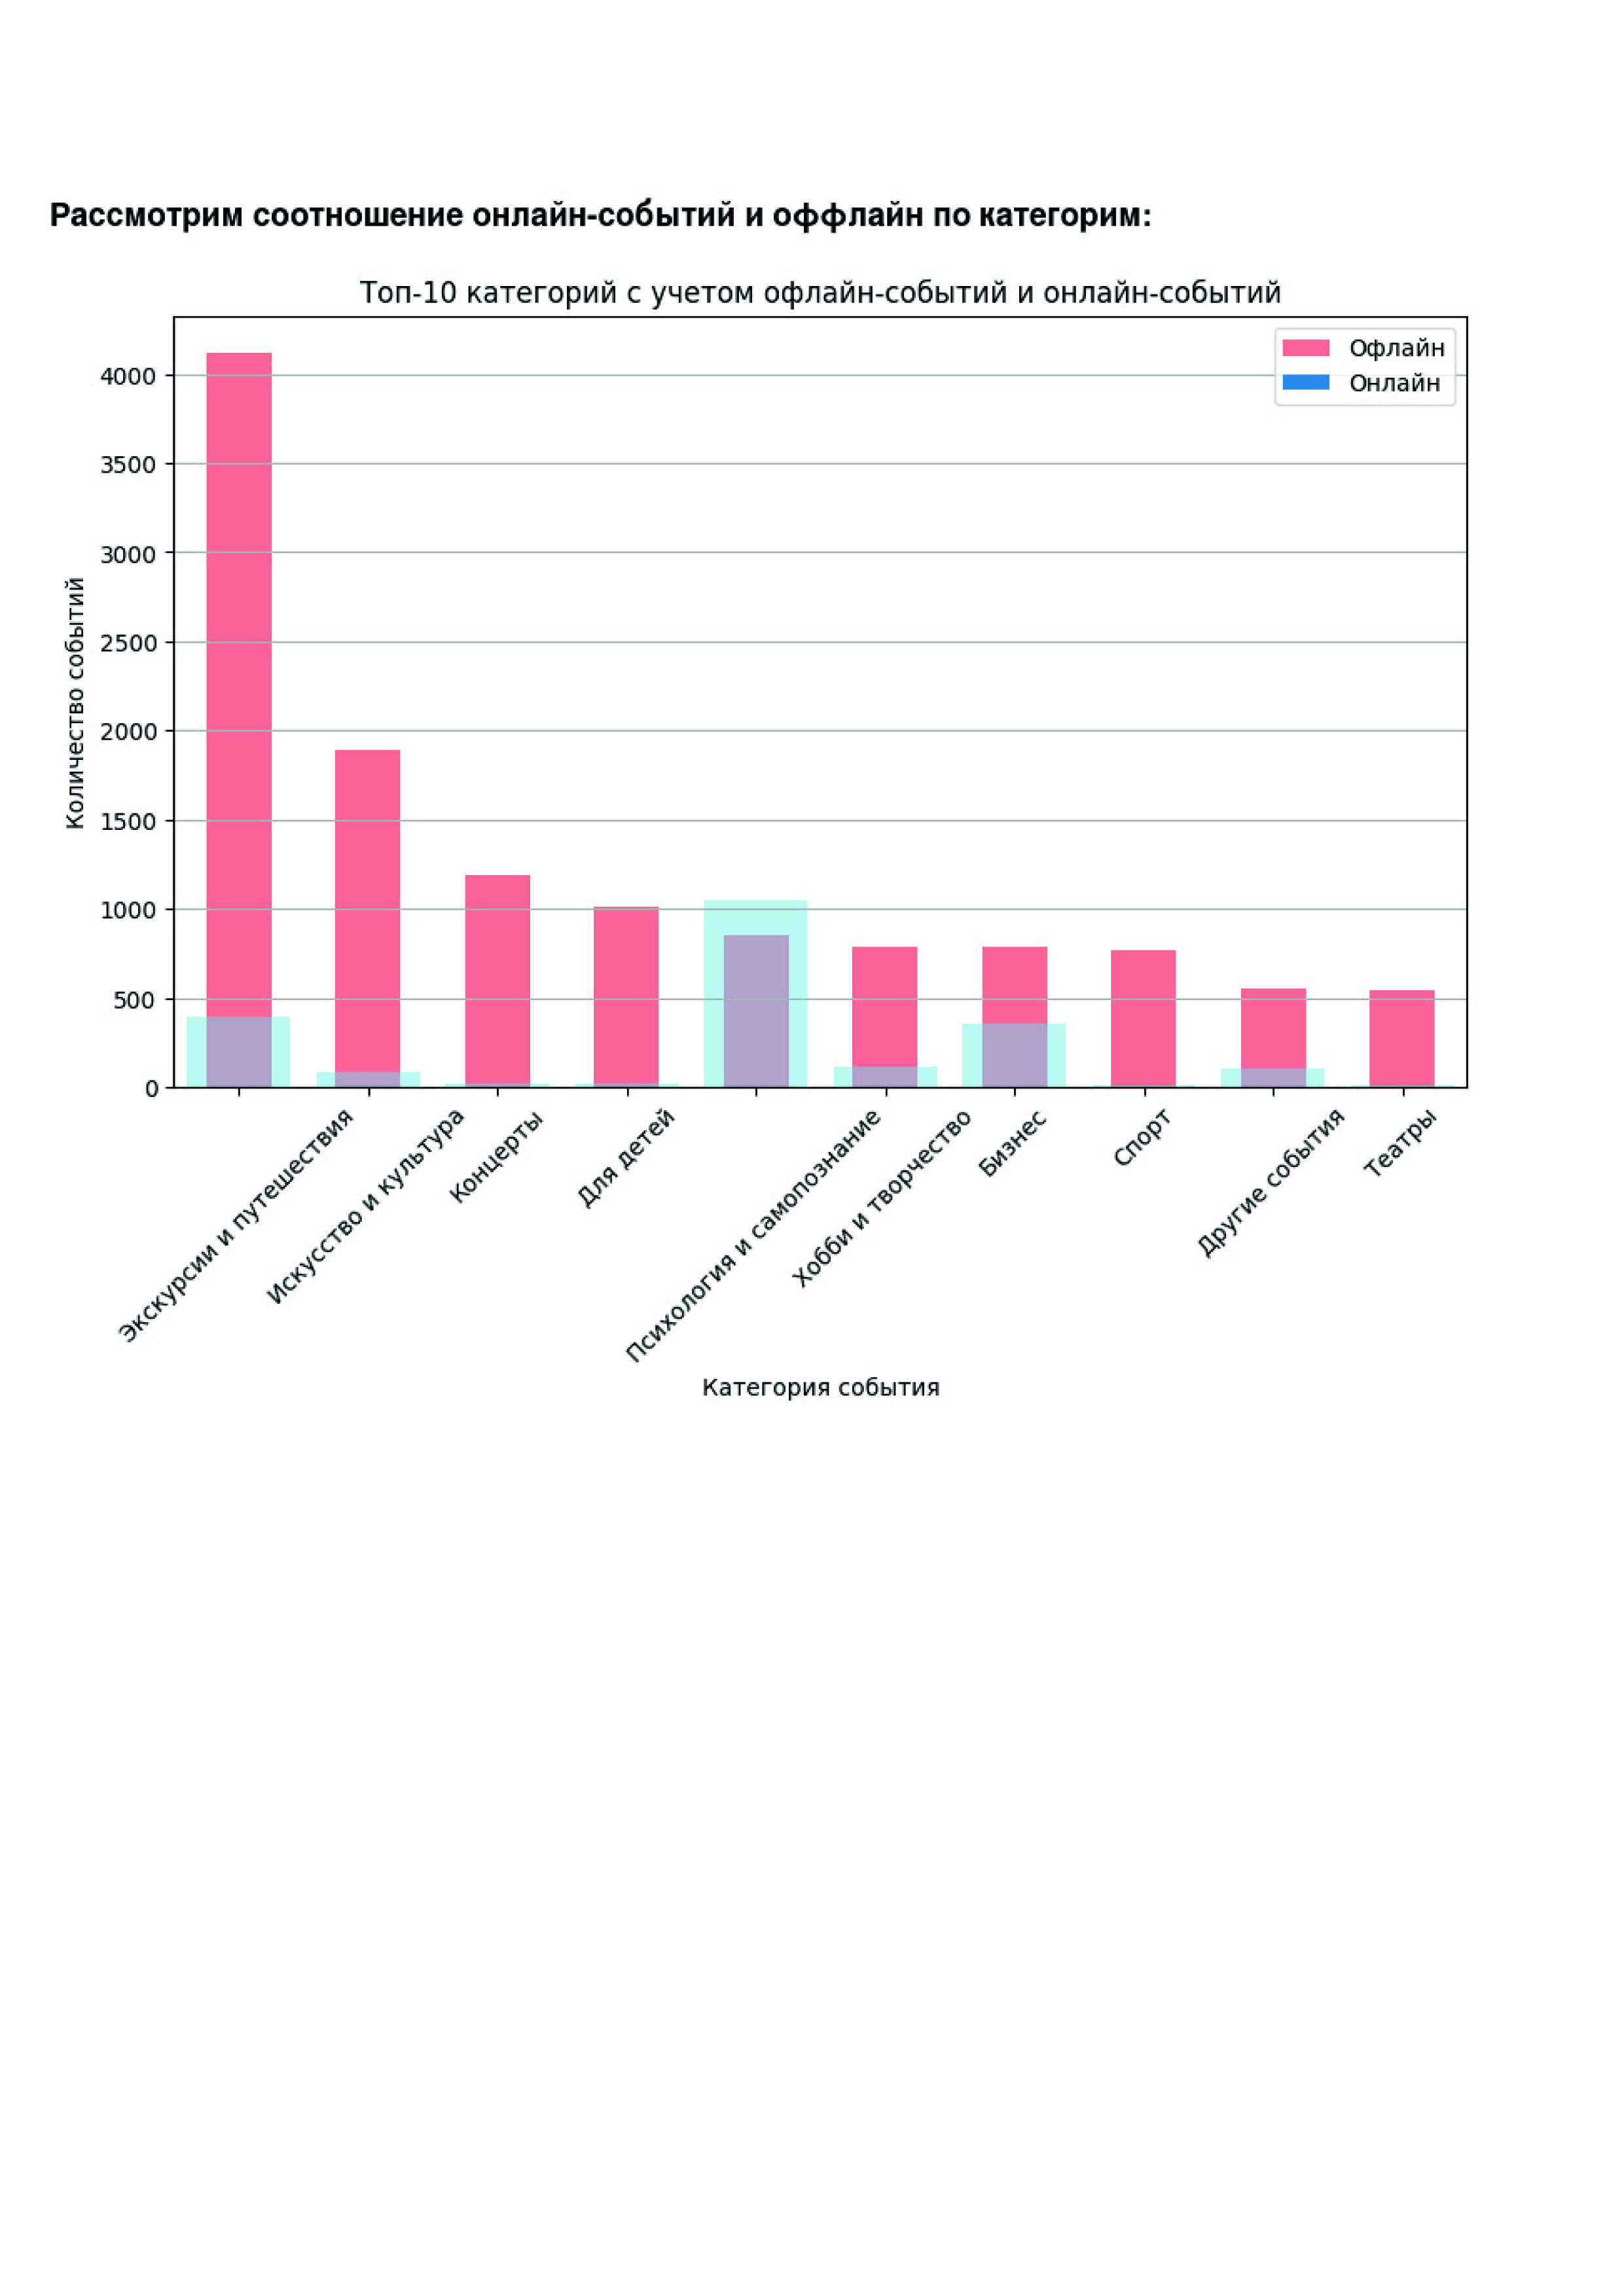 Рассмотрим соотношение онлайн-событий и оффлайн по категорим:
Топ-10 категорий с учетом офлайн-событий и онлайн-событий
Офлайн
Онлайн
Количество событий
4000
3500
3000
2500
2000
1500
1000
500
0
Экскурсии и путешествия
Искусство и культура
Концерты
Для детей
Психология и самопознание
Хобби и творчество
Бизнес
Спорт
Другие события
Театры
Категория события